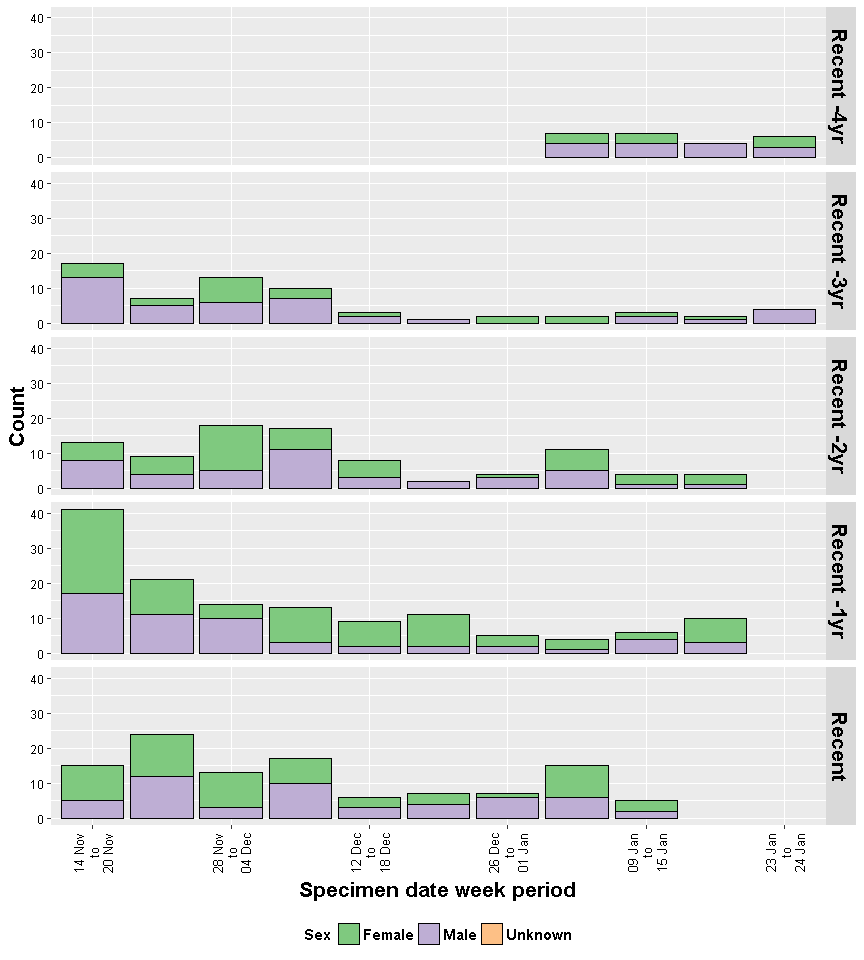 40
30
20
10
0
Recent -4yr
40
30
20
10
0
Recent -3yr
40
30
20
10
0
Recent -2yr
40
30
20
10
0
Recent -1yr
40
30
20
10
0
Recent
Count
14 Nov
to
20 Nov
28 Nov
to
04 Dec
12 Dec
to
18 Dec
26 Dec
to
01 Jan
09 Jan
to
15 Jan
23 Jan
to
24 Jan
Specimen date week period
Sex Female Male Unknown